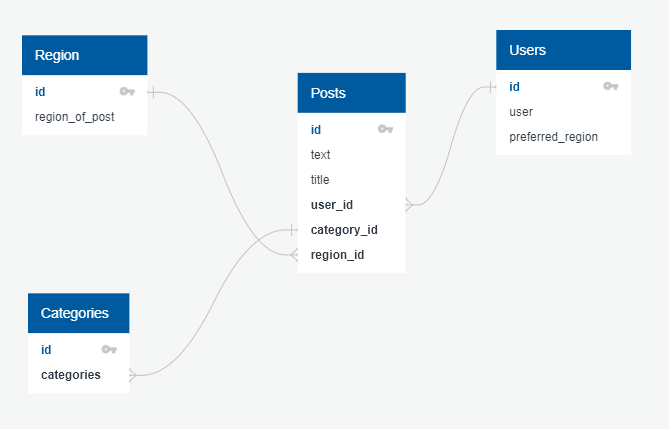 Region
id
region_of_post
Posts
id
text
title
user_id
category_id
region_id
Users
id
user
preferred_region
Categories
id
categories